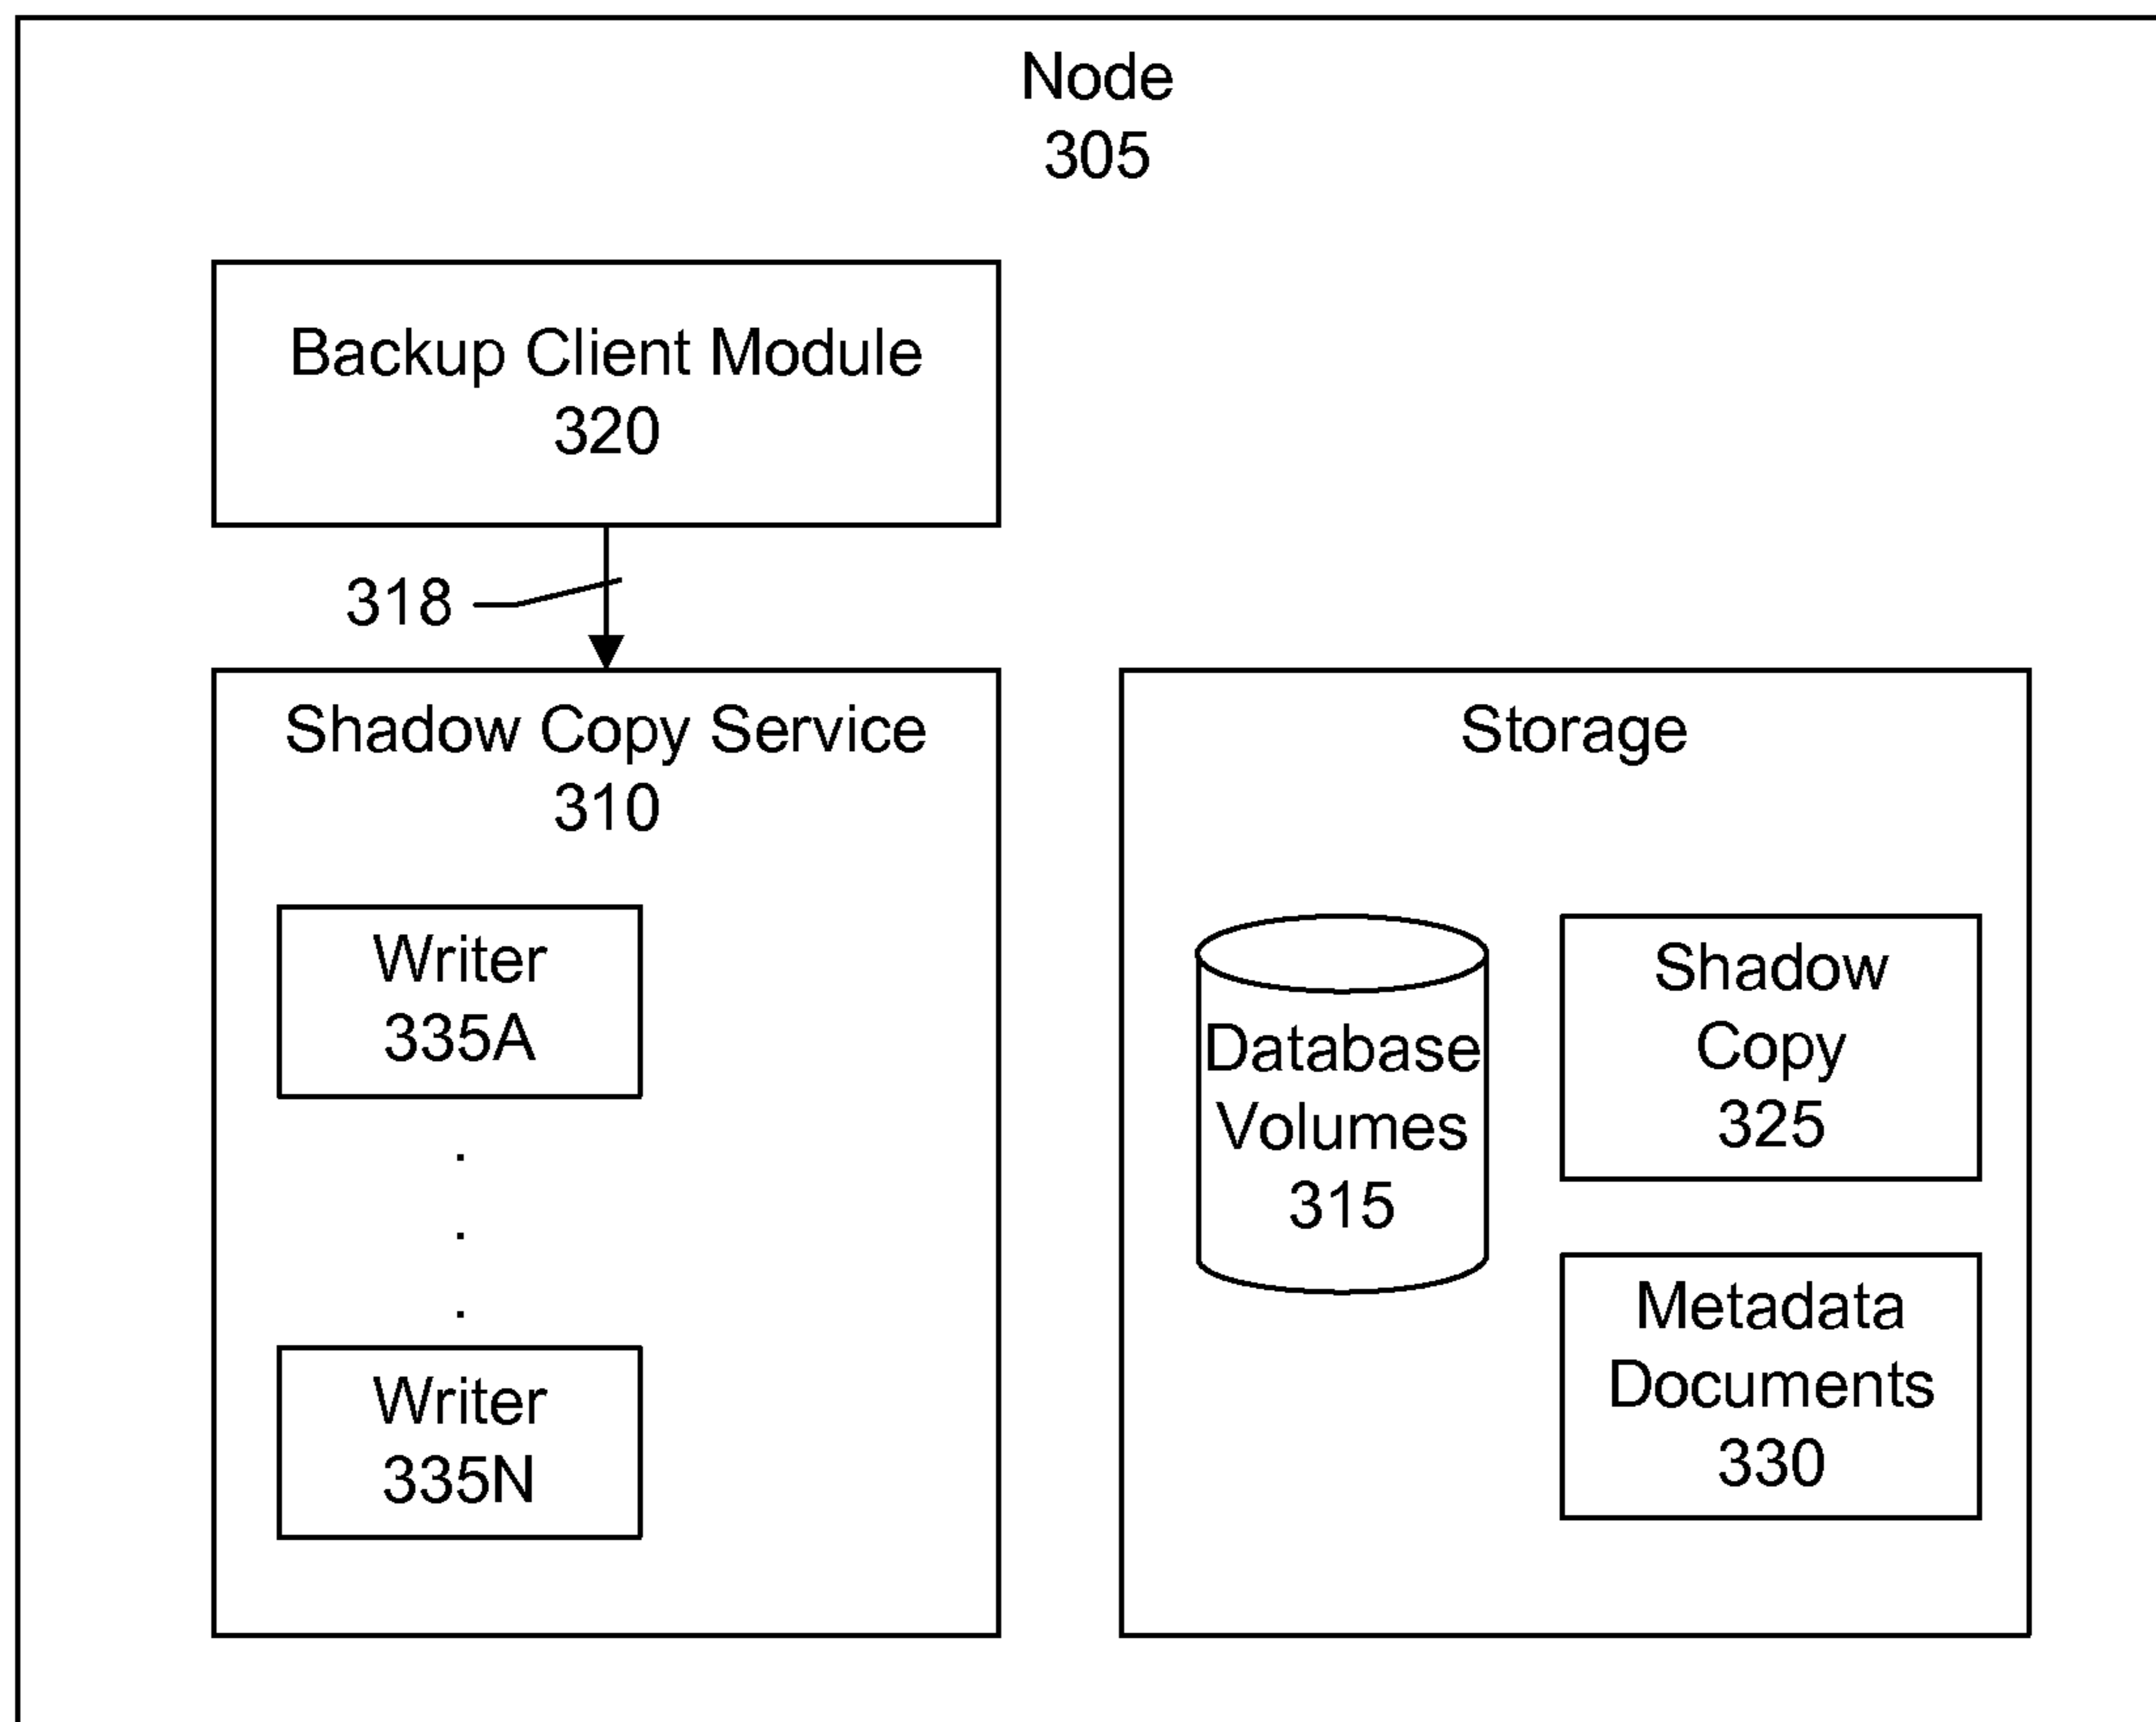 Node
305
Backup Client Module
320
318
Shadow Copy Service
310
Writer
335A
.
.
.
Writer
335N
Storage
Database
Volumes
315
Shadow
Copy
325
Metadata
Documents
330